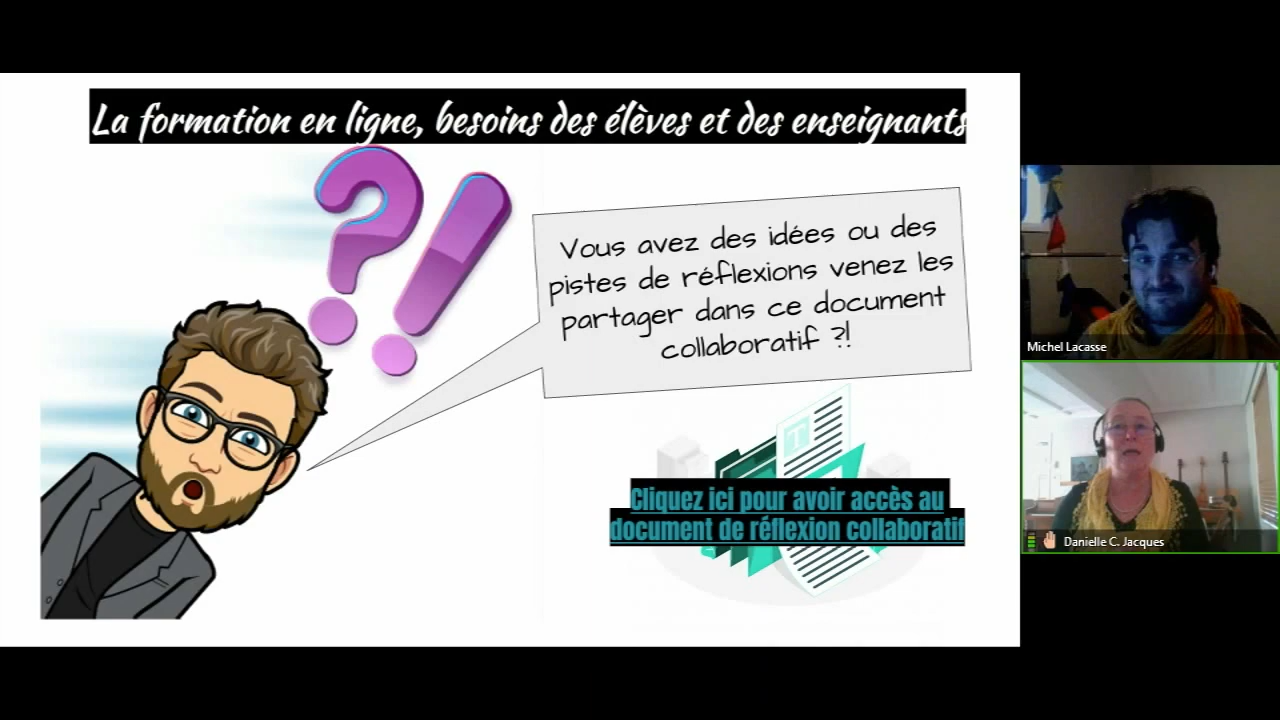 La formation en ligne, besoins des élèves et des enseignants
Vous avez des idées ou des
pistes de réflexions venez les
partager dans ce document
collaboratif ?!
T
Cliquez ici pour avoir accès au
document de réflexion collaboratif
Michel Lacasse
Danielle C. Jacques